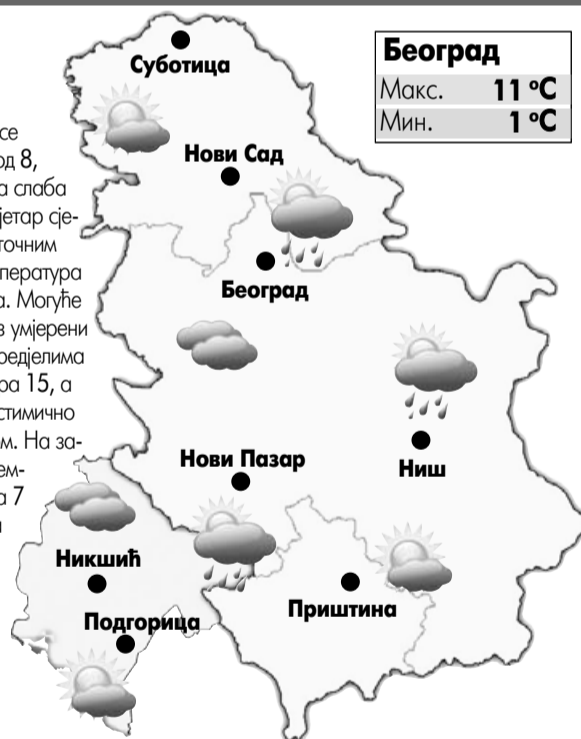 Београд
Макс. 11 °C
Мин. 1 °C
Суботица
Нови Сад
Београд
Нови Пазар
Ниш
Никшић
Приштина
Подгорица
се
од 8,
а слаба
јетар сје-
точним
пература
а. Могуће
в умјерени
редјелима
ра 15, а
стимично
ом. На за-
ем-
а 7